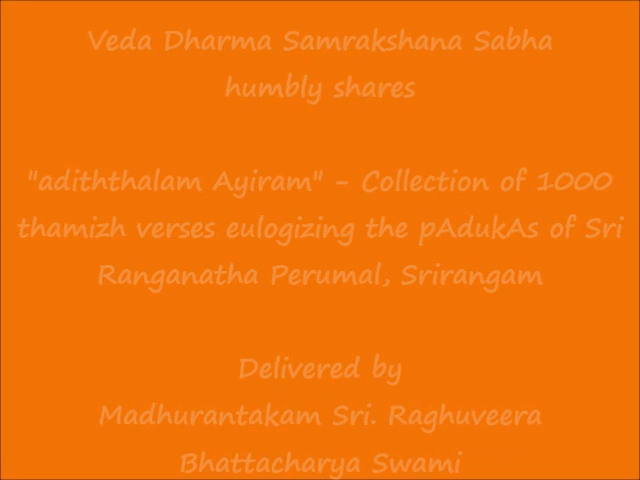 Veda Dharma Samrakshana Sabha
humbly shares
"adiththalam Ayiram" - Collection of 1000
thamizh verses eulogizing the pAdukAs of Sri
Ranganatha Perumal, Srirangam
Delivered by
Madhurantakam Sri. Raghuveera
Bhattacharya Swami